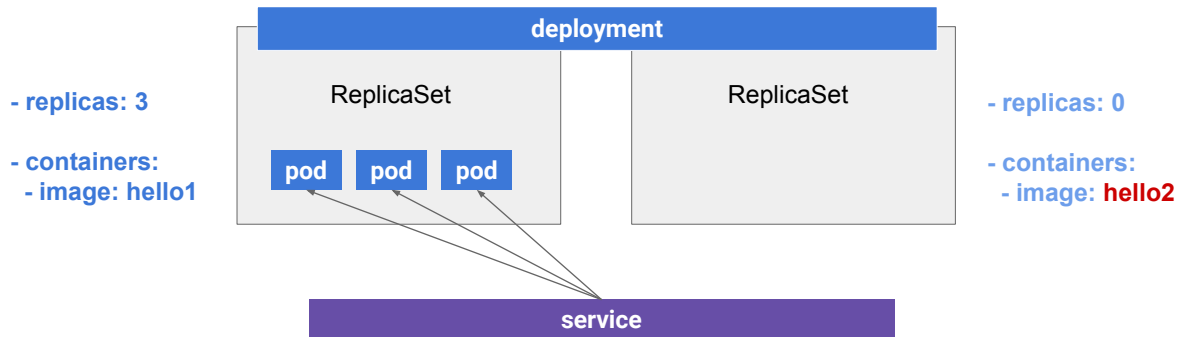 deployment
ReplicaSet
ReplicaSet
- replicas: 3
- containers:
- image: hello1
pod
pod
pod
- replicas: 0
- containers:
- image: hello2
service